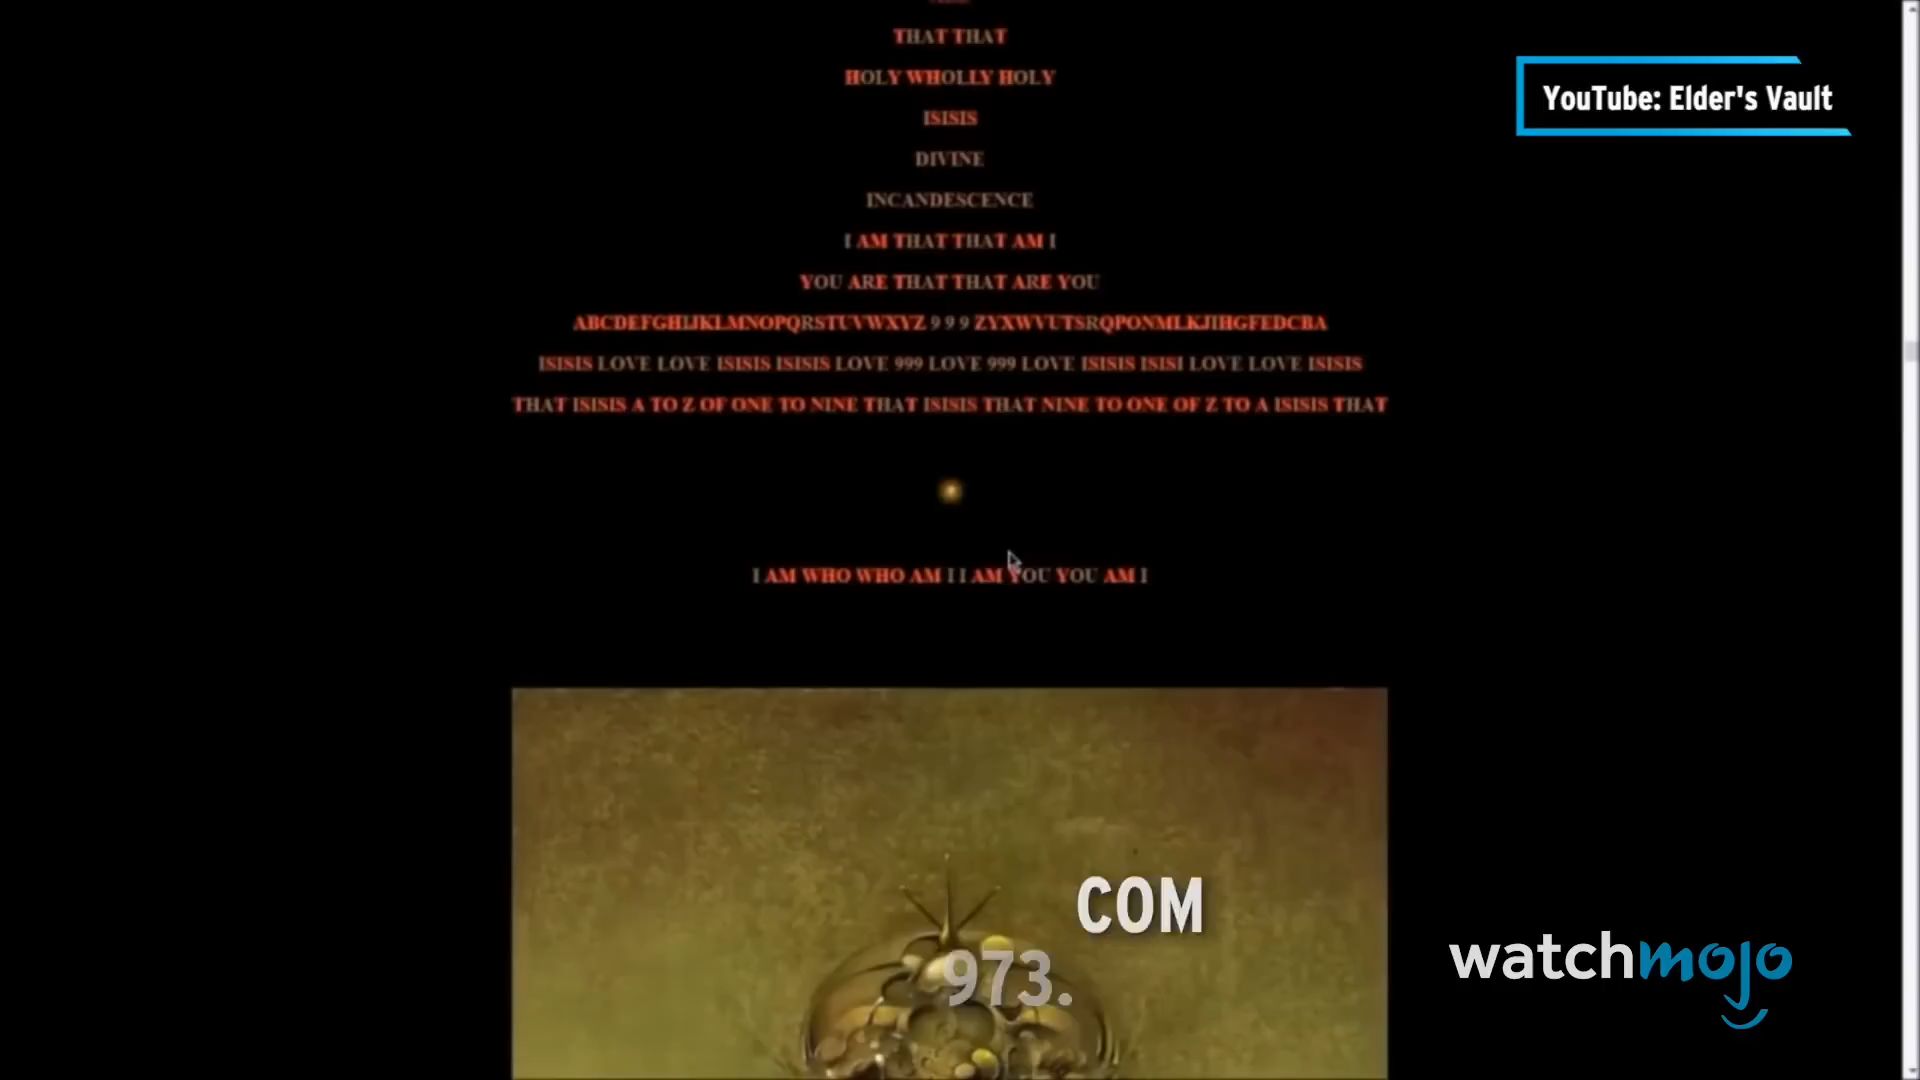 THAT THAT
HOLY WHOLLY HOLY
ISISIS
DIVINE
INCANDESCENCE
I AM THAT THAT AM I
YOU ARE THAT THAT ARE YOU
ABCDEFGHIJKLMNOPQRSTUVWXYZ 9 9 9 ZYXWVUTSRQPONMLKJIHGFEDCBA
ISISIS LOVE LOVE ISISIS ISISIS LOVE 999 LOVE 999 LOVE ISISIS ISISI LOVE LOVE ISISIS
THAT ISISIS A TO Z OF ONE TO NINE THAT ISISIS THAT NINE TO ONE OF Z TO A ISISIS THAT
I AM WHO WHO AM I I AM YOU YOU AM I
YouTube: Elder's Vault
COM
973.
watchmojo